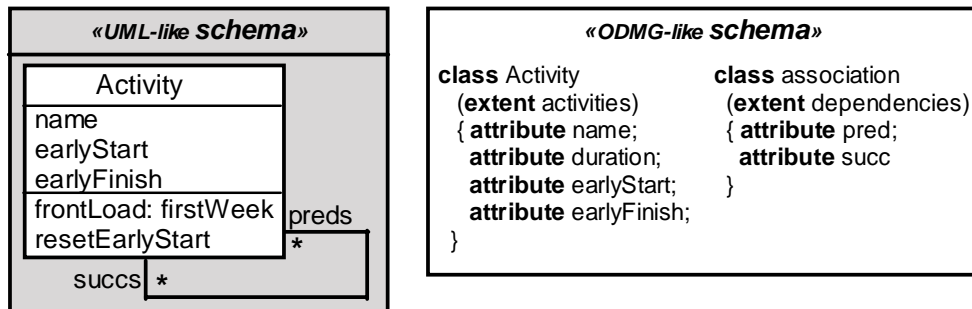 «UML-like schema»
Activity
name
earlyStart
earlyFinish
frontLoad: firstWeek
resetEarlyStart
preds
*
succs *
«ODMG-like schema»
class Activity
(extent activities)
{ attribute name;
attribute duration;
attribute earlyStart;
attribute earlyFinish;
}
class association
(extent dependencies)
{ attribute pred;
attribute succ
}